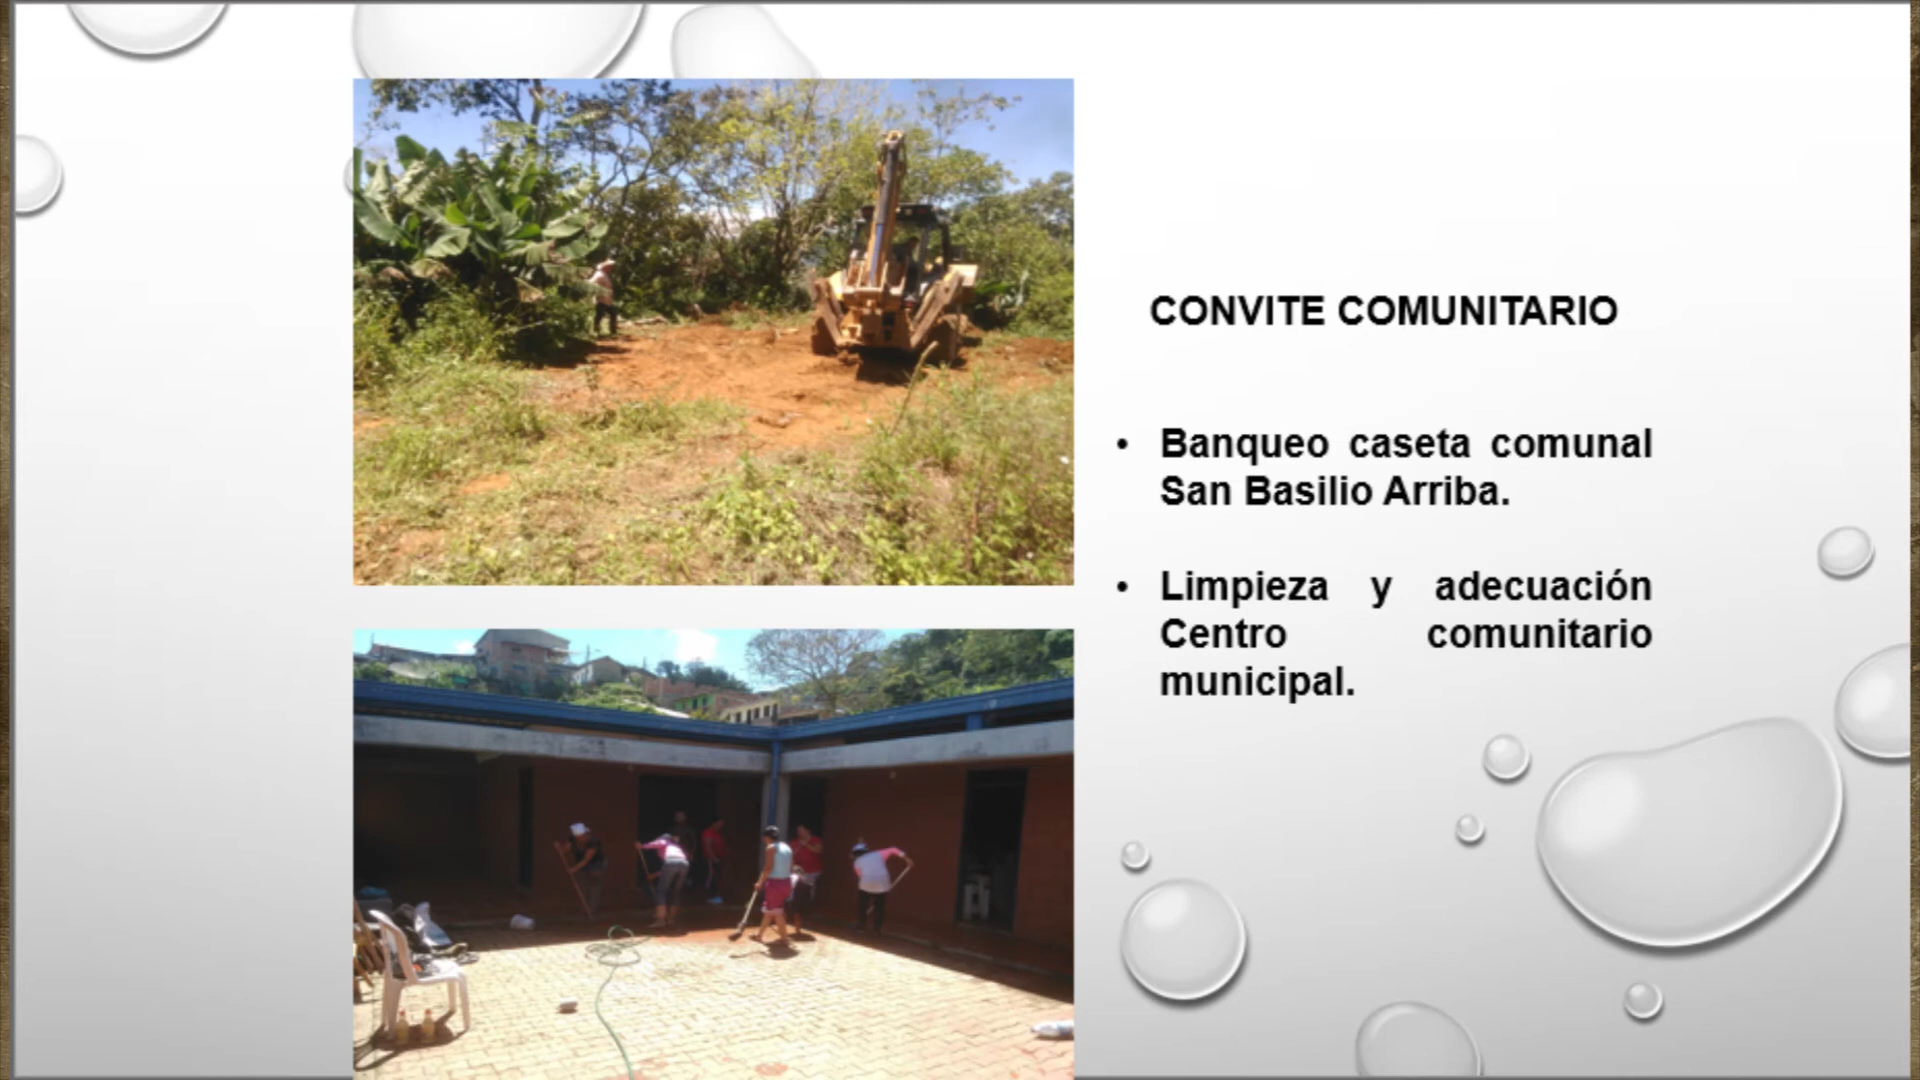 CONVITE COMUNITARIO
• Banqueo caseta comunal
San Basilio Arriba.
• Limpieza y adecuación
Centro comunitario
municipal.